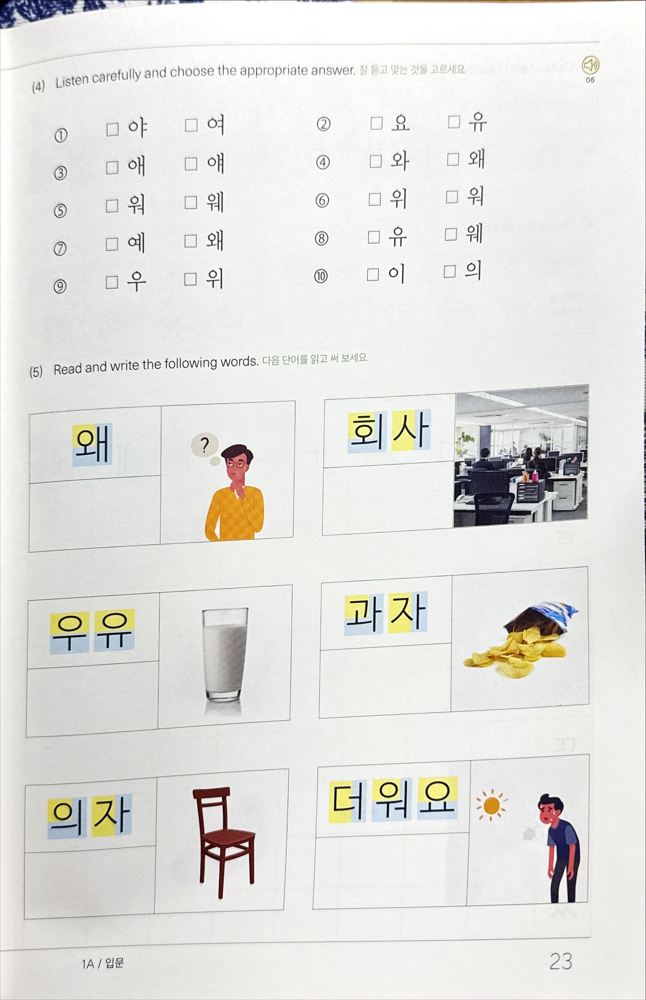 (4) Listen carefully and choose the appropriate answer. 잘 듣고 맞는 것을 고르세요.
06
① □ 야 □ 여 ② □ 요 □ 유
③ □ 애 □ 얘 ④ □ 와 □ 왜
⑤ □ 워 □ 웨 ⑥ □ 위 □ 워
⑦ □ 예 □ 왜 ⑧ □ 유 □ 웨
⑨ □ 우 □ 위 ⑩ □ 이 □ 의
(5) Read and write the following words. 다음 단어를 읽고 써 보세요.
왜
?
회사
우유
과자
의자
더워요
1A / 입문
23